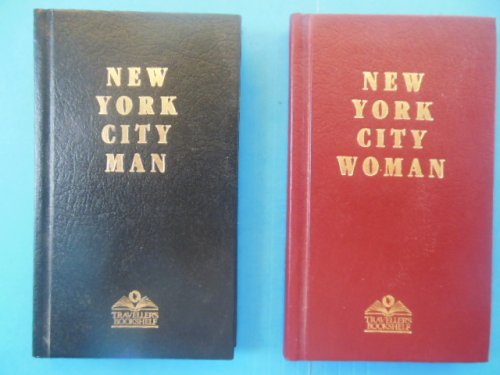 NEW
YORK
CITY
MAN
TRAVELLER'S
BOOKSHELF
NEW
YORK
CITY
WOMAN
TRAVELLER'S
BOOKSHELF